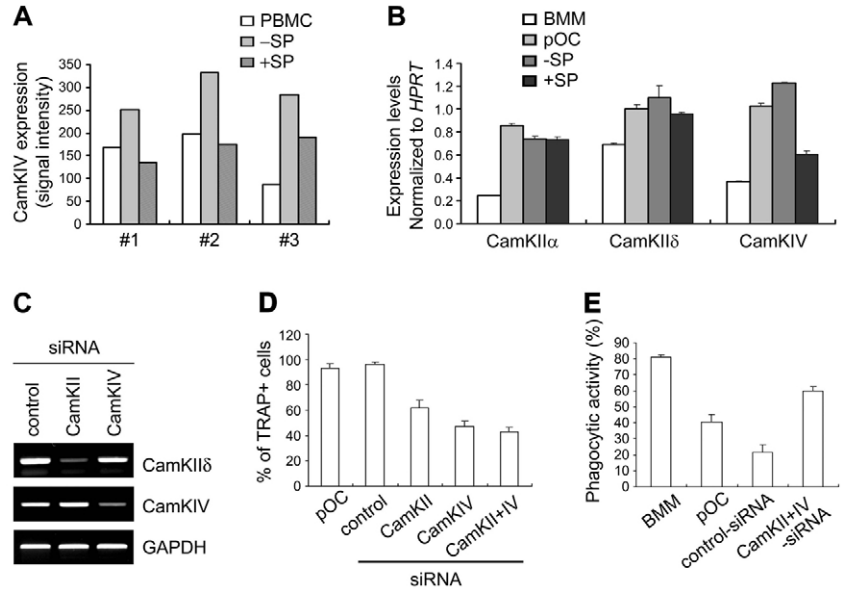 A
PBMC
–SP
+SP
CamKIV expression
(signal intensity)
350
300
250
200
150
100
50
0
#1
#2
#3
B
BMM
pOC
-SP
+SP
Expression levels
Normalized to HPRT
1.4
1.2
1.0
0.8
0.6
0.4
0.2
0.0
CamKIIα
CamKIIδ
CamKIV
C
siRNA
control
CamKII
CamKIV
CamKIIδ
CamKIV
GAPDH
D
% of TRAP+ cells
120
100
80
60
40
20
0
pOC
control
CamKII
CamKIV
CamKII+IV
siRNA
E
Phagocytic activity (%)
90
80
70
60
50
40
30
20
10
0
BMM
pOC
control-siRNA
CamKII+IV
-siRNA